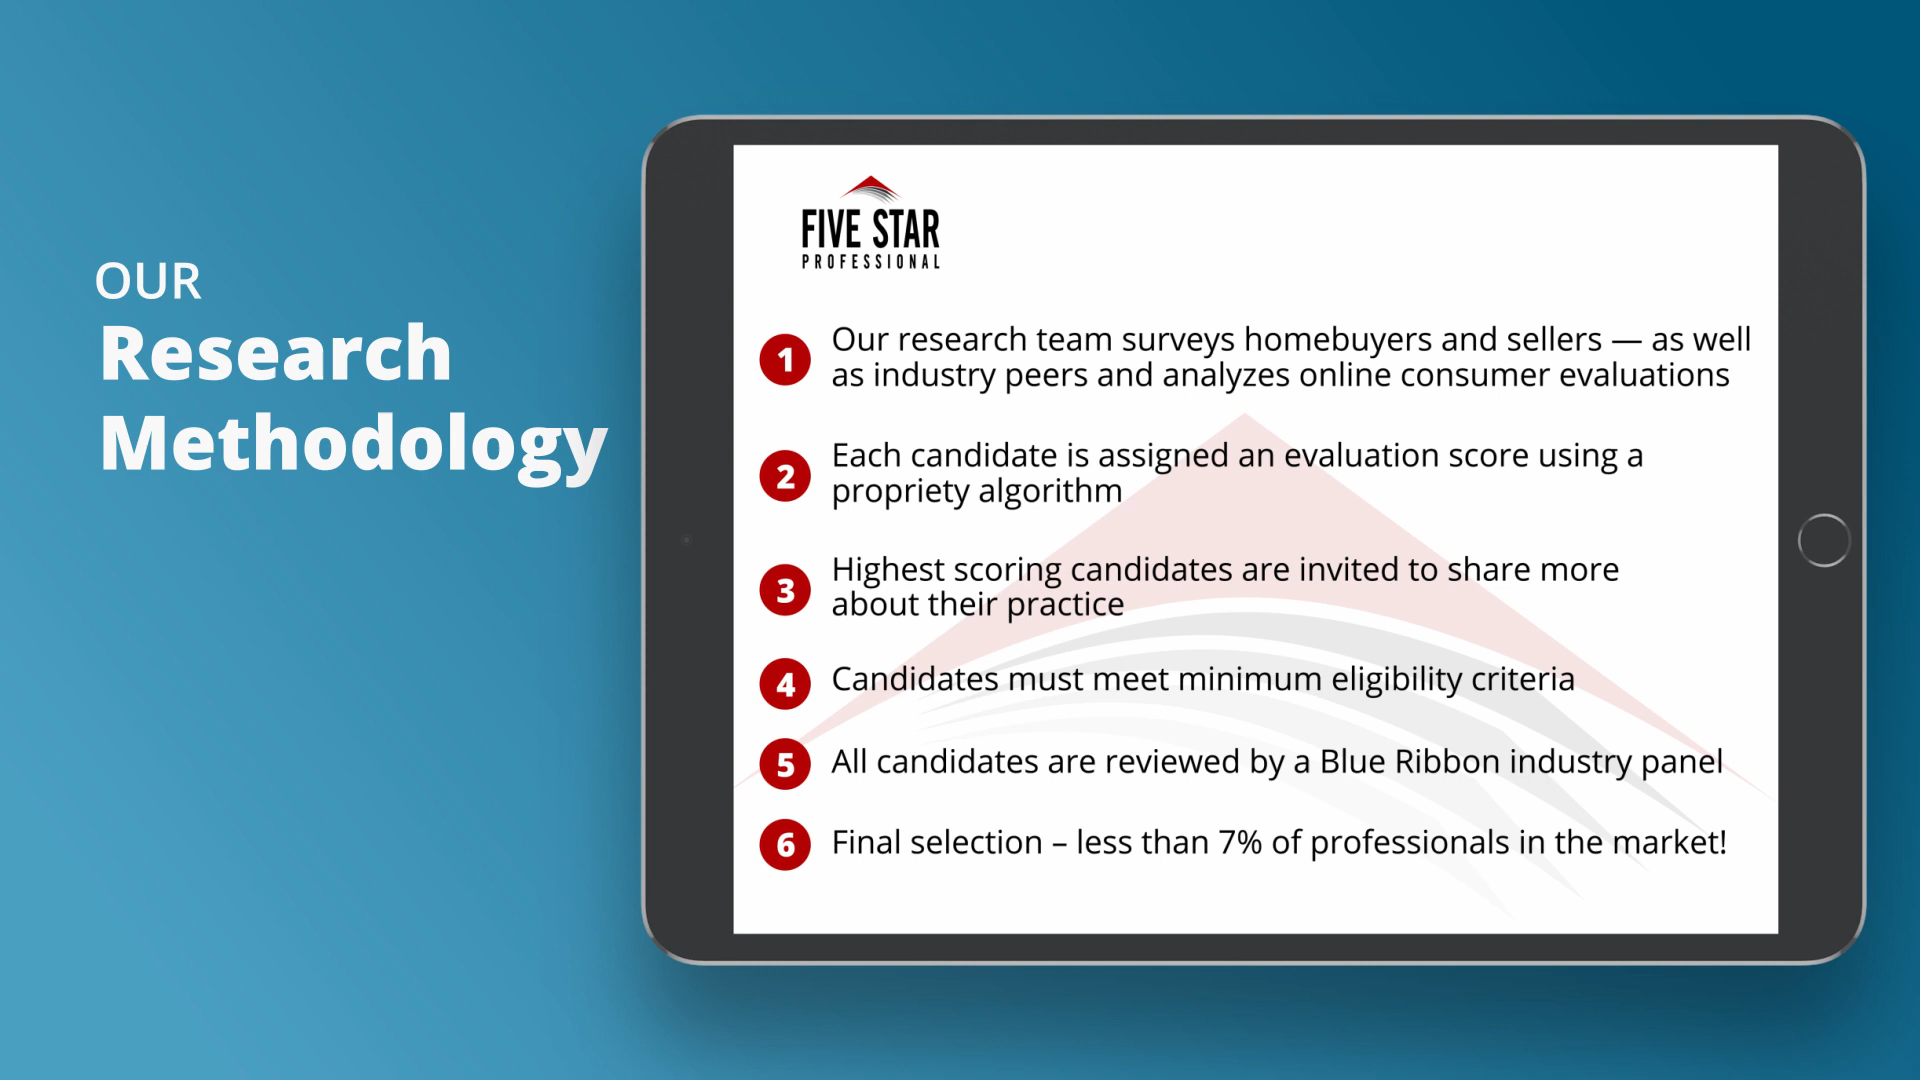 OUR
Research
Methodology
FIVE STAR
PROFESSIONAL
1 Our research team surveys homebuyers and sellers — as well
as industry peers and analyzes online consumer evaluations
2 Each candidate is assigned an evaluation score using a
propriety algorithm
3 Highest scoring candidates are invited to share more
about their practice
4 Candidates must meet minimum eligibility criteria
5 All candidates are reviewed by a Blue Ribbon industry panel
6 Final selection – less than 7% of professionals in the market!